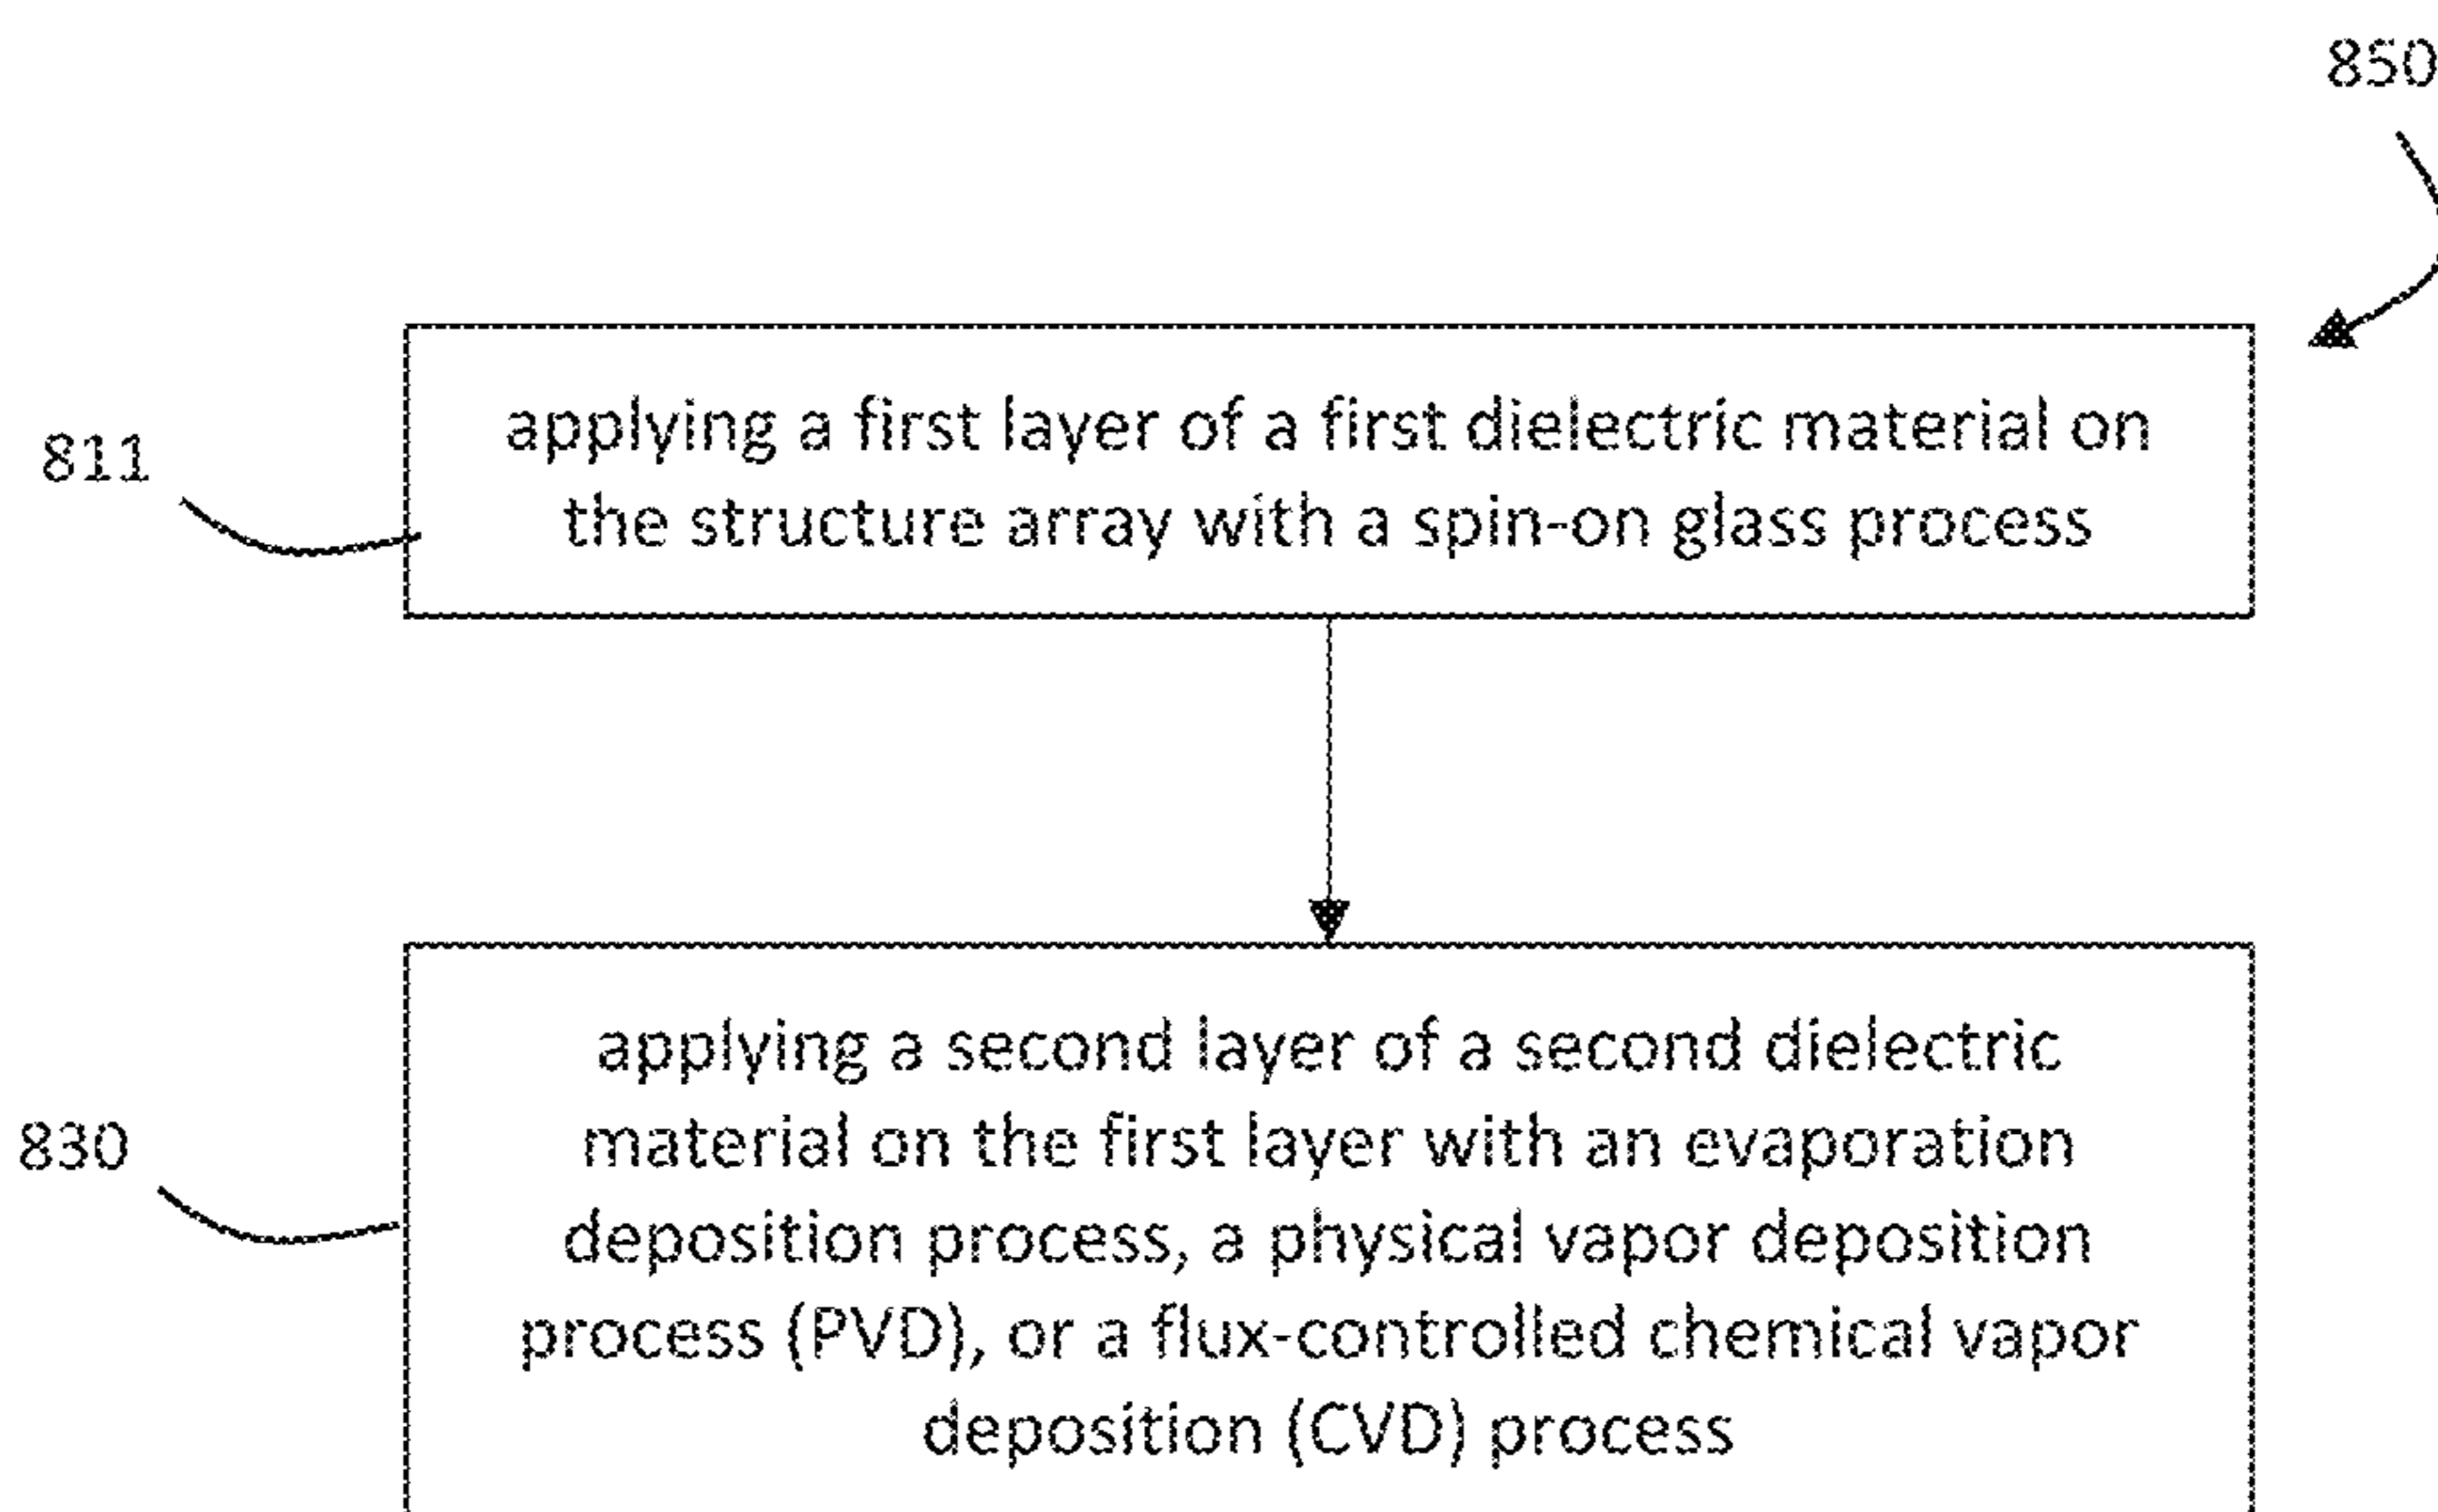 850
811
applying a first layer of a first dielectric material on
the structure array with a spin-on glass process
830
applying a second layer of a second dielectric
material on the first layer with an evaporation
deposition process, a physical vapor deposition
process (PVD), or a flux-controlled chemical vapor
deposition (CVD) process